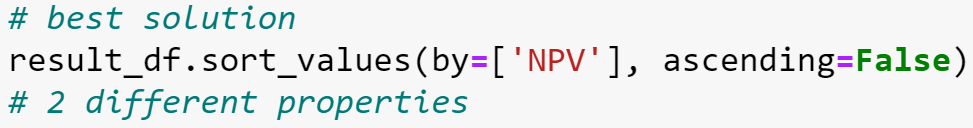 # best solution
result_df.sort_values(by=['NPV'], ascending=False)
# 2 different properties